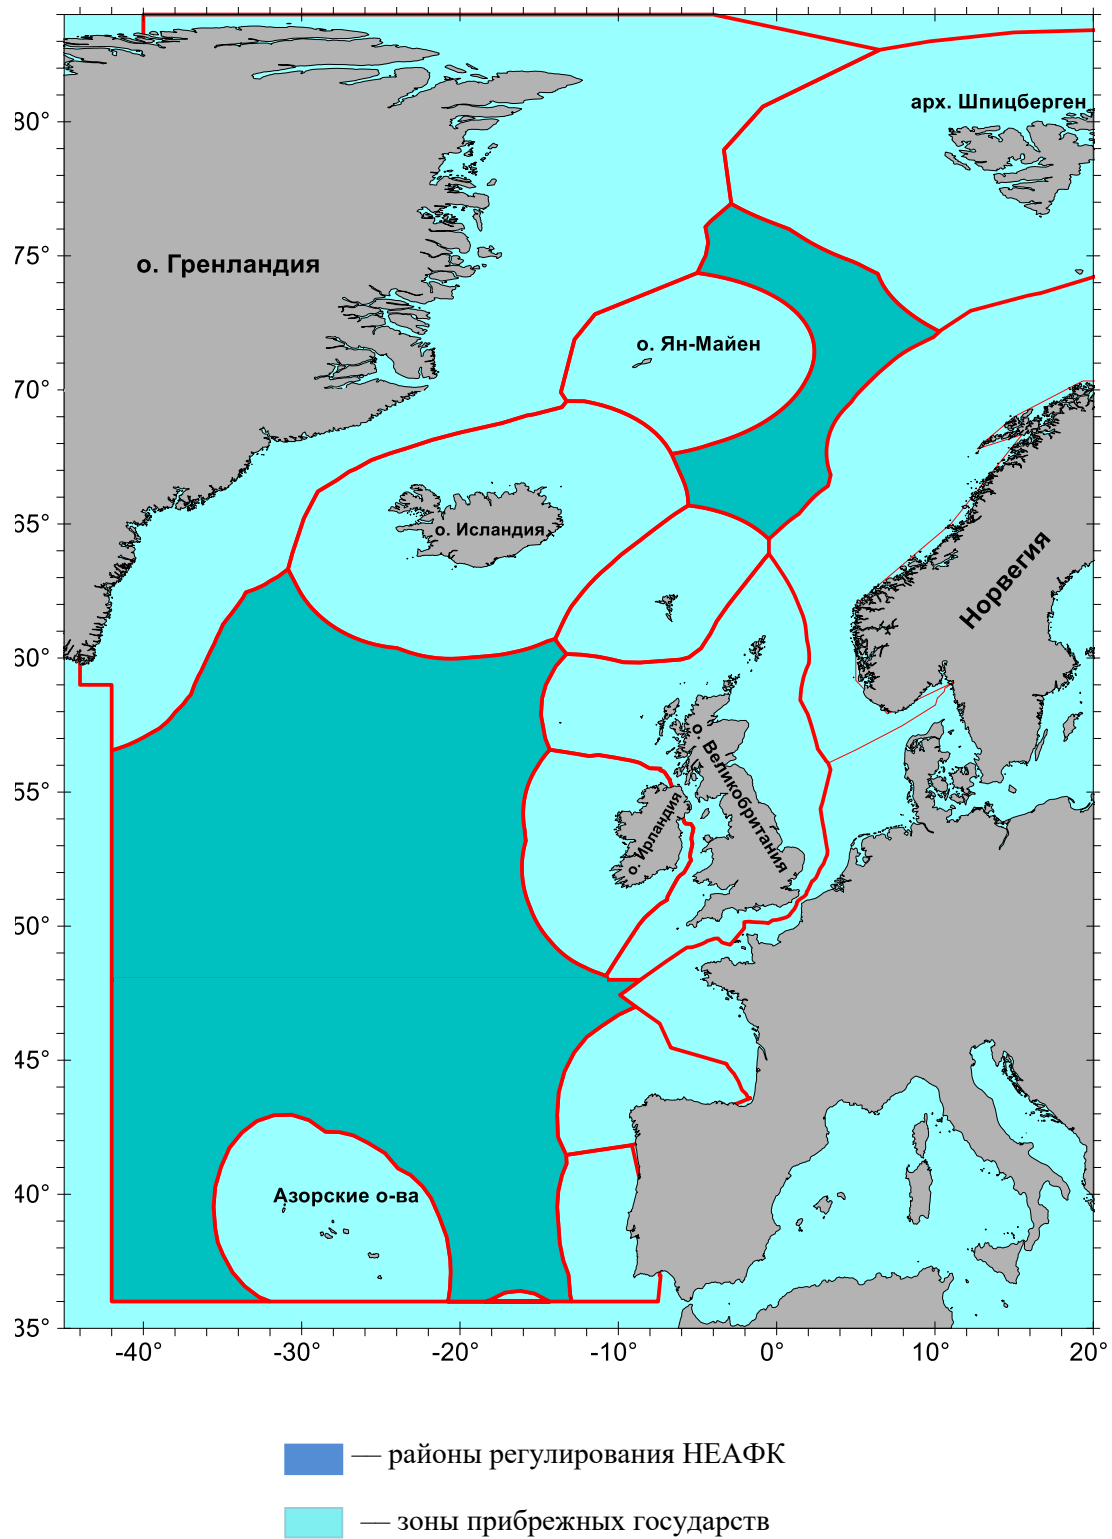 арх. Шпицберген
80°
75°
о. Гренландия
о. Ян-Майен
70°
65°
о. Исландия
Норвегия
60°
о. Великобритания
55°
о. Ирландия
50°
45°
Азорские о-ва
40°
35°
-40° -30° -20° -10° 0° 10° 20°
— районы регулирования НЕАФК
— зоны прибрежных государств